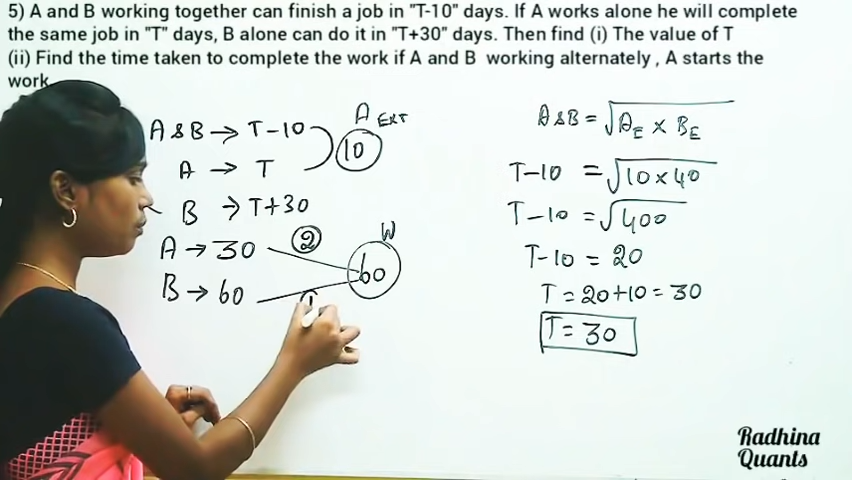 5) A and B working together can finish a job in "T-10" days. If A works alone he will complete
the same job in "T" days, B alone can do it in "T+30" days. Then find (i) The value of T
(ii) Find the time taken to complete the work if A and B working alternately , A starts the
work
A EXT
A & B → T-10
10
A → T
B → T+30
A → 30
2
W
60
B → 60
1
A&B = √A_E × B_E
T-10 = √10×40
T-10 = √400
T-10 = 20
T = 20+10 = 30
T = 30
Radhina
Quants